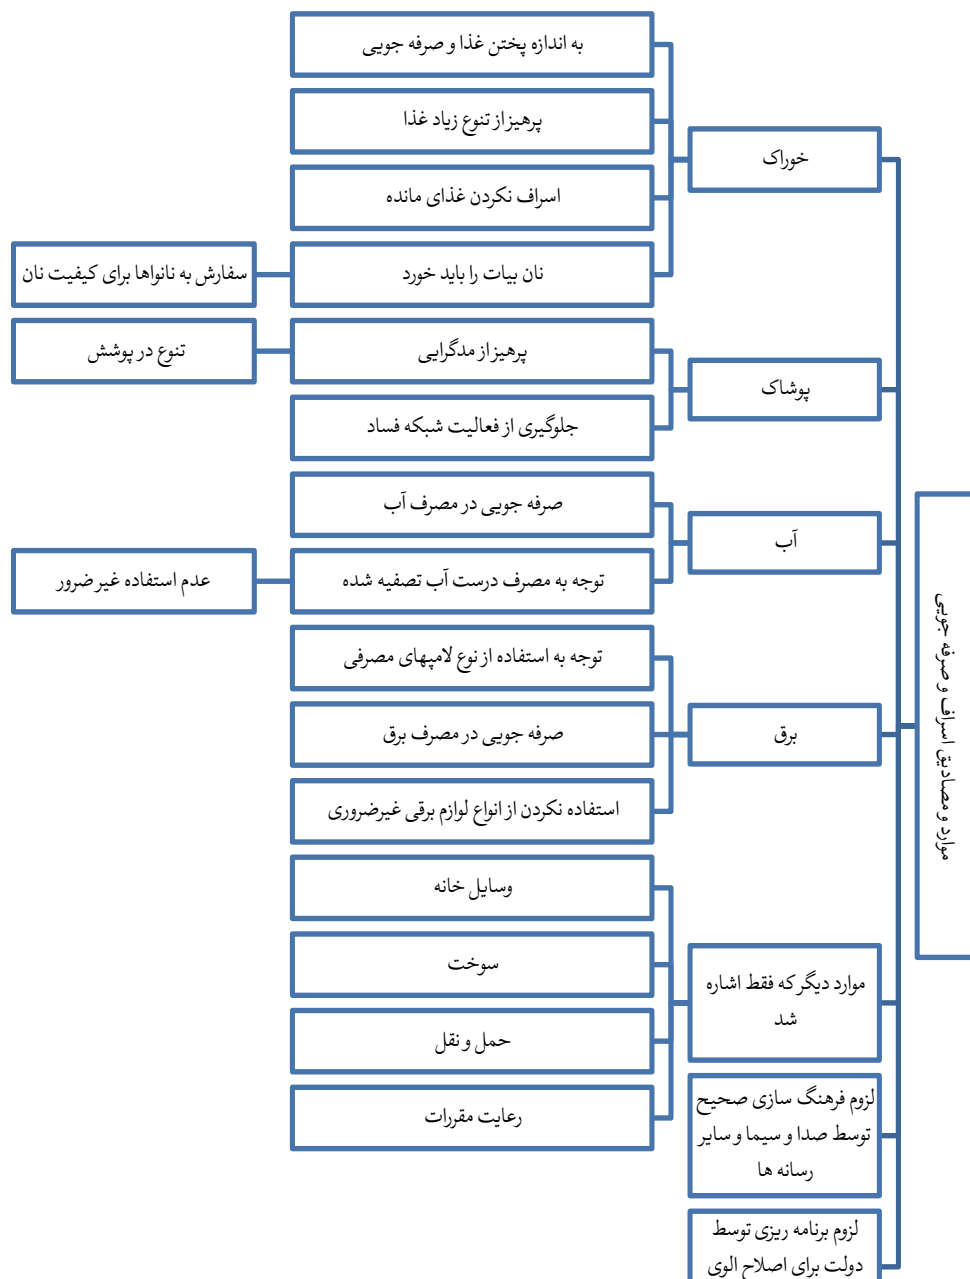 موارد و مصادیق اسراف و صرفه جویی
خوراک
به اندازه پختن غذا و صرفه جویی
پرهیز از تنوع زیاد غذا
اسراف نکردن غذای مانده
نان بیات را باید خورد
سفارش به نانواها برای کیفیت نان
پوشاک
پرهیز از مدگرایی
تنوع در پوشش
جلوگیری از فعالیت شبکه فساد
آب
صرفه جویی در مصرف آب
توجه به مصرف درست آب تصفیه شده
عدم استفاده غیرضرور
برق
توجه به استفاده از نوع لامپهای مصرفی
صرفه جویی در مصرف برق
استفاده نکردن از انواع لوازم برقی غیرضروری
موارد دیگر که فقط اشاره
شد
وسایل خانه
سوخت
حمل و نقل
رعایت مقررات
لزوم فرهنگ سازی صحیح
توسط صدا و سیما و سایر
رسانه ها
لزوم برنامه ریزی توسط
دولت برای اصلاح الوی